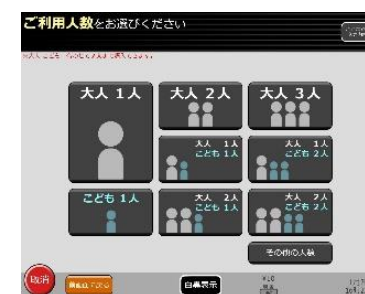 ご利用人数をお選びください
大人 1人
大人 2人
大人 3人
大人 1人
こども 1人
大人 1人
こども 2人
こども 1人
大人 2人
こども 1人
大人 2人
こども 2人
その他の人数
取消
白黒表示